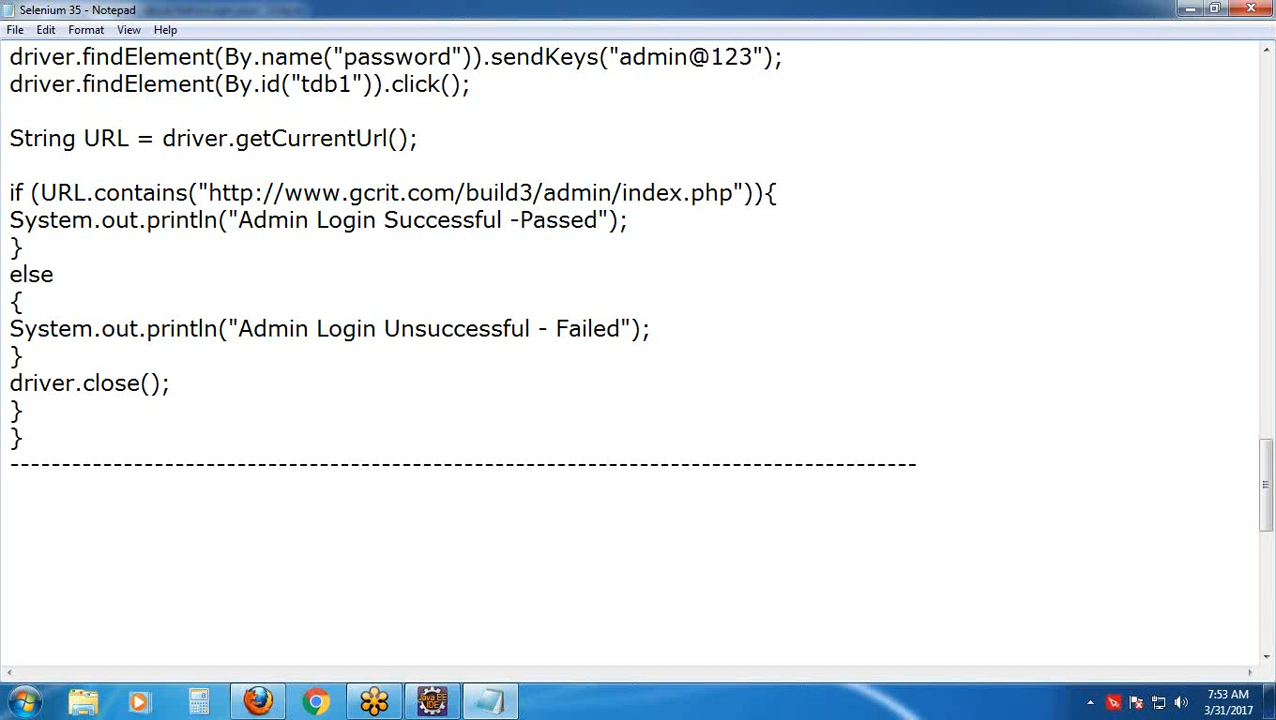 Selenium 35 - Notepad
File Edit Format View Help
driver.findElement(By.name("password")).sendKeys("admin@123");
driver.findElement(By.id("tdb1")).click();
String URL = driver.getCurrentUrl();
if (URL.contains("http://www.gcrit.com/build3/admin/index.php")){
System.out.println("Admin Login Successful -Passed");
}
else
{
System.out.println("Admin Login Unsuccessful - Failed");
}
driver.close();
}
}
----------------------------------------------------------------------------------------
Java EE
IDE
7:53 AM
3/31/2017